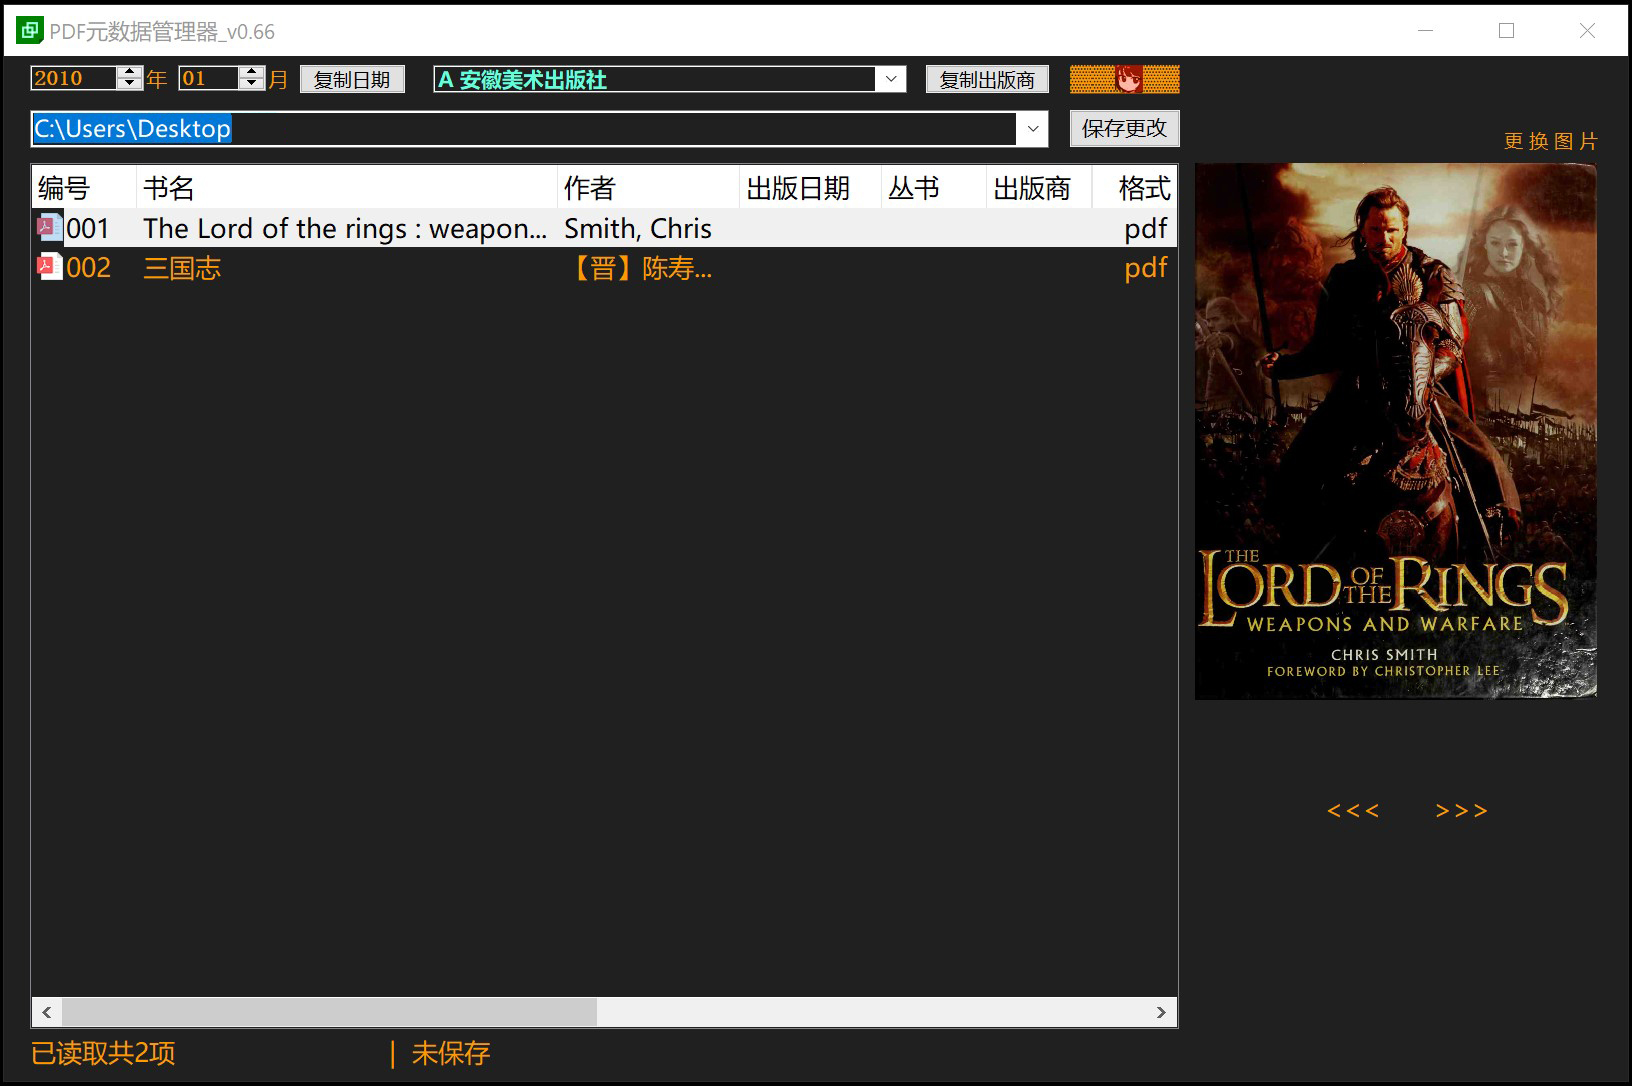 PDF元数据管理器_v0.66
2010 年 01 月 复制日期 A 安徽美术出版社 复制出版商
C:\Users\Desktop 保存更改
更换图片
编号 书名 作者 出版日期 丛书 出版商 格式
001 The Lord of the rings : weapon... Smith, Chris pdf
002 三国志 【晋】陈寿... pdf
THE
LORD OF THE RINGS
WEAPONS AND WARFARE
CHRIS SMITH
FOREWORD BY CHRISTOPHER LEE
<<< >>>
已读取共2项 | 未保存